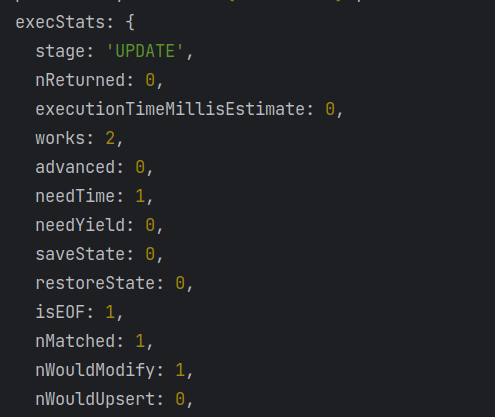 execStats: {
stage: 'UPDATE',
nReturned: 0,
executionTimeMillisEstimate: 0,
works: 2,
advanced: 0,
needTime: 1,
needYield: 0,
saveState: 0,
restoreState: 0,
isEOF: 1,
nMatched: 1,
nWouldModify: 1,
nWouldUpsert: 0,